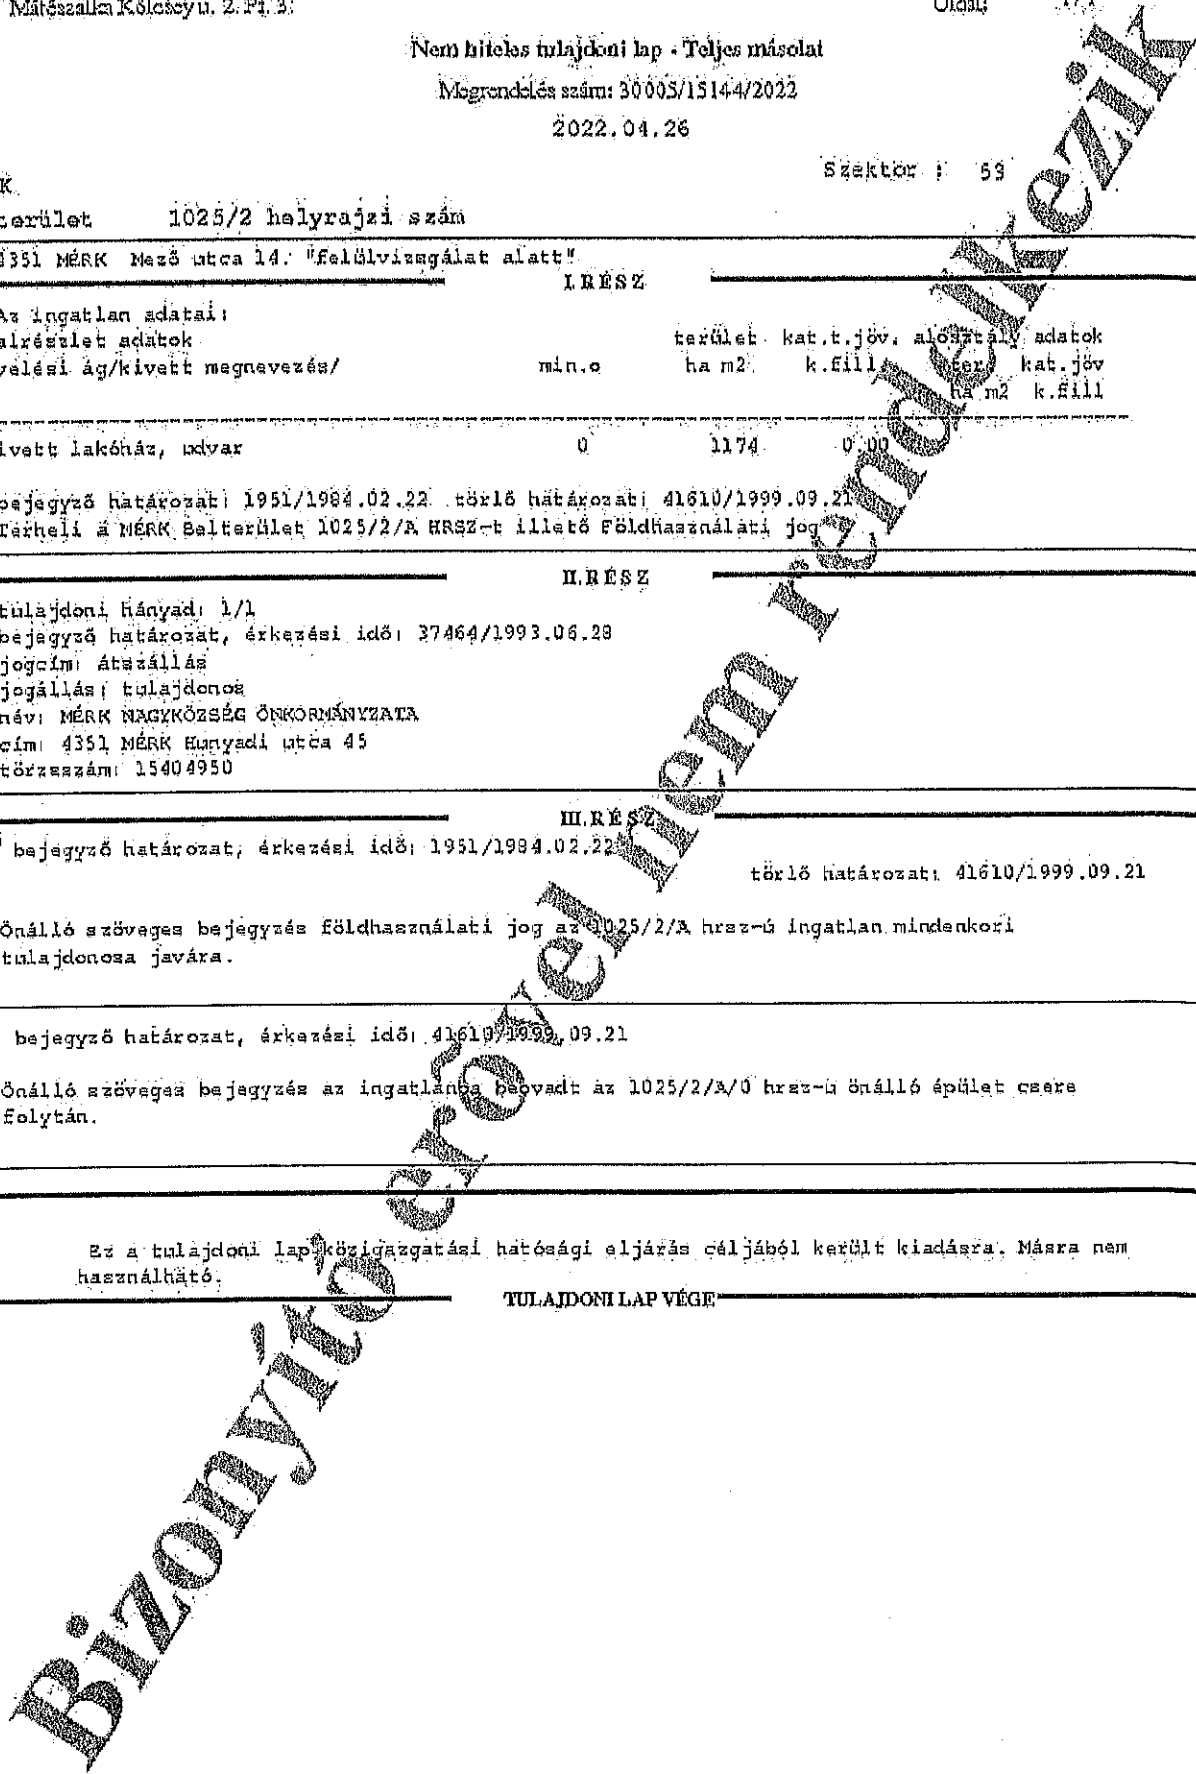 Mátészalka Kölcsey u. 2. Pf. 3.
Oldal:
Nem hiteles tulajdoni lap - Teljes másolat
Megrendelés szám: 30005/15144/2022
2022.04.26
Szektor : 53
K
terület 1025/2 helyrajzi szám
4351 MÉRK Mező utca 14. "felülvizsgálat alatt"
I.RÉSZ
Az ingatlan adatai:
alrészlet adatok terület kat.t.jöv. alosztály adatok
velési ág/kivett megnevezés/ min.o ha m2 k.fill. ter. kat.jöv
ha m2 k.fill
ivett lakóház, udvar 0 1174 0.00
bejegyző határozat: 1951/1984.02.22 törlő határozat: 41610/1999.09.21
Terheli a MÉRK Belterület 1025/2/A HRSZ-t illető Földhasználati jog
II.RÉSZ
tulajdoni hányad: 1/1
bejegyző határozat, érkezési idő: 37464/1993.06.28
jogcím: átszállás
jogállás: tulajdonos
név: MÉRK NAGYKÖZSÉG ÖNKORMÁNYZATA
cím: 4351 MÉRK Hunyadi utca 45
törzsszám: 15404950
III.RÉSZ
bejegyző határozat, érkezési idő: 1951/1984.02.22
törlő határozat: 41610/1999.09.21
Önálló szöveges bejegyzés földhasználati jog az 1025/2/A hrsz-ú ingatlan mindenkori
tulajdonosa javára.
bejegyző határozat, érkezési idő: 41610/1999.09.21
Önálló szöveges bejegyzés az ingatlanba beovadt az 1025/2/A/0 hrsz-ú önálló épület csere
folytán.
Ez a tulajdoni lap közigazgatási hatósági eljárás céljából került kiadásra. Másra nem
használható.
TULAJDONI LAP VÉGE
Bizonyító erővel nem rendelkezik